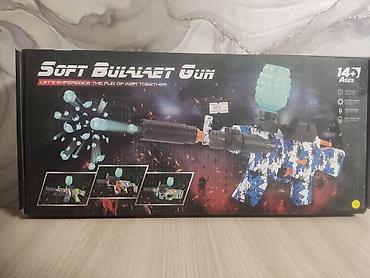 SOFT BULALAET GUN
LET'S EXPERIENCE THE FUN OF WAR TOGETHER
14+
AGES